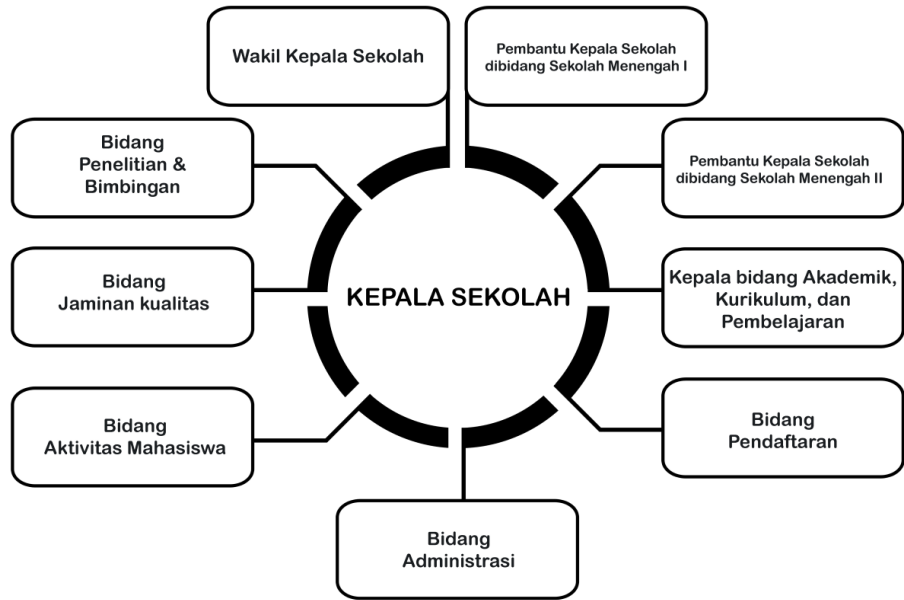 Wakil Kepala Sekolah
Pembantu Kepala Sekolah
dibidang Sekolah Menengah I
Bidang
Penelitian &
Bimbingan
Pembantu Kepala Sekolah
dibidang Sekolah Menengah II
Bidang
Jaminan kualitas
KEPALA SEKOLAH
Kepala bidang Akademik,
Kurikulum, dan
Pembelajaran
Bidang
Aktivitas Mahasiswa
Bidang
Pendaftaran
Bidang
Administrasi